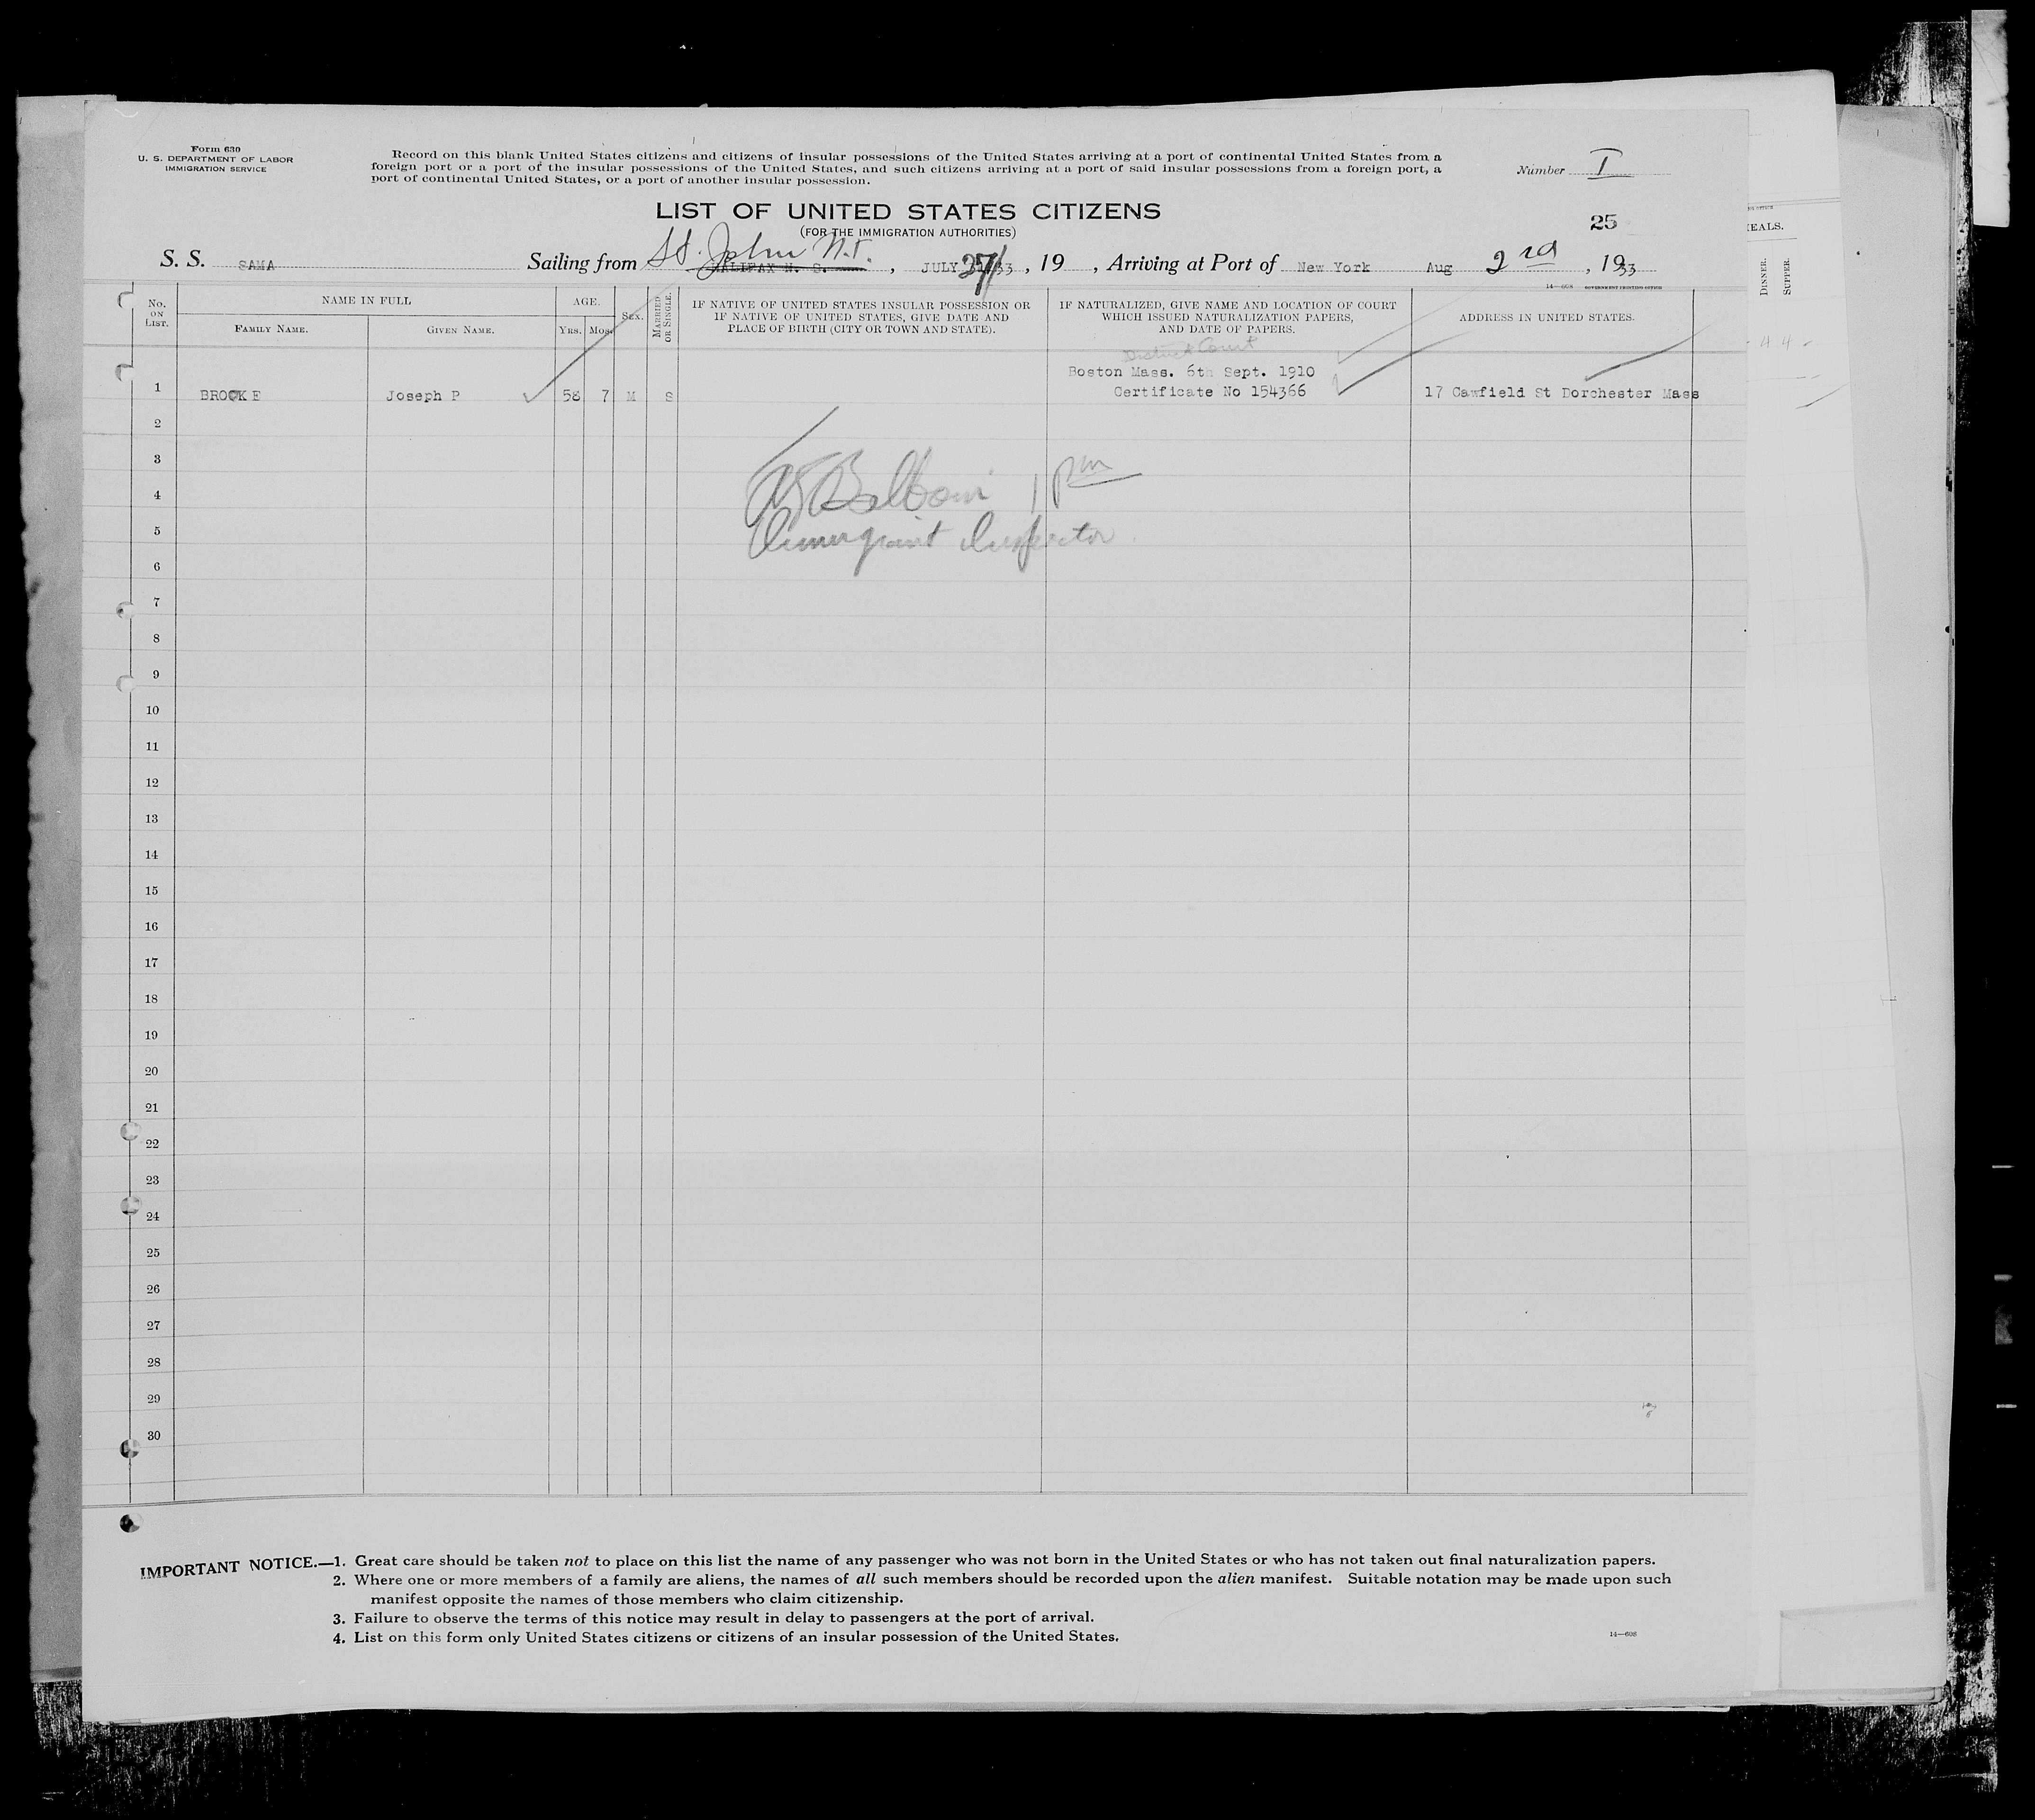 Form 630
U. S. DEPARTMENT OF LABOR
IMMIGRATION SERVICE
Record on this blank United States citizens and citizens of insular possessions of the United States arriving at a port of continental United States from a
foreign port or a port of the insular possessions of the United States, and such citizens arriving at a port of said insular possessions from a foreign port, a
port of continental United States, or a port of another insular possession.
Number I
LIST OF UNITED STATES CITIZENS
(FOR THE IMMIGRATION AUTHORITIES)
25
S. S. SAMA Sailing from St. John HALIFAX N. S. , JULY 27 33 , 19 , Arriving at Port of New York Aug 2nd , 1933
14—608 GOVERNMENT PRINTING OFFICE
No. ON LIST.
NAME IN FULL
FAMILY NAME.
GIVEN NAME.
AGE.
YRS.
MOS.
SEX.
MARRIED OR SINGLE.
IF NATIVE OF UNITED STATES INSULAR POSSESSION OR
IF NATIVE OF UNITED STATES, GIVE DATE AND
PLACE OF BIRTH (CITY OR TOWN AND STATE).
IF NATURALIZED, GIVE NAME AND LOCATION OF COURT
WHICH ISSUED NATURALIZATION PAPERS,
AND DATE OF PAPERS.
ADDRESS IN UNITED STATES.
District Court
Boston Mass. 6th Sept. 1910
1 BROOKE Joseph P 58 7 M S Certificate No 154366 17 Cawfield St Dorchester Mass
2
3
4 1 pm
5 Immigrant Inspector
6
7
8
9
10
11
12
13
14
15
16
17
18
19
20
21
22
23
24
25
26
27
28
29
30
IMPORTANT NOTICE.—1. Great care should be taken not to place on this list the name of any passenger who was not born in the United States or who has not taken out final naturalization papers.
2. Where one or more members of a family are aliens, the names of all such members should be recorded upon the alien manifest. Suitable notation may be made upon such
manifest opposite the names of those members who claim citizenship.
3. Failure to observe the terms of this notice may result in delay to passengers at the port of arrival.
4. List on this form only United States citizens or citizens of an insular possession of the United States.
14—608
EALS.
DINNER.
SUPPER.